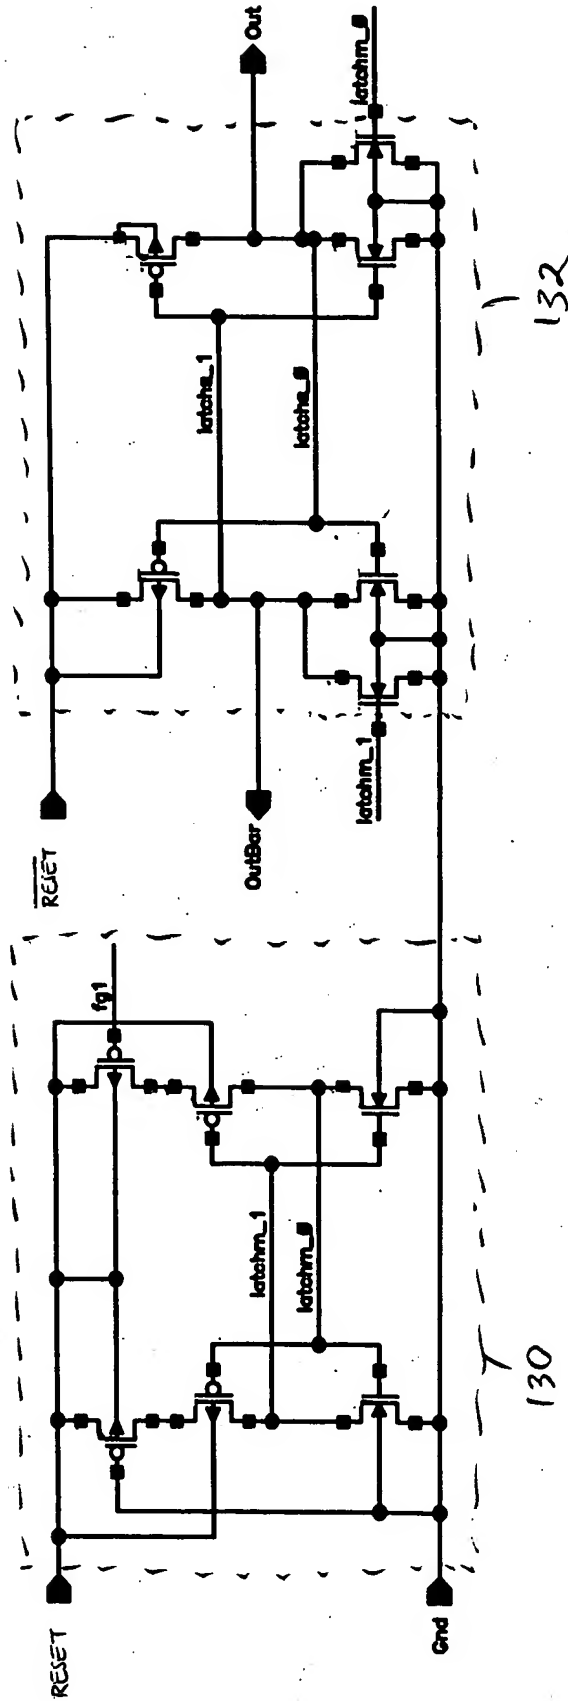 RESET
Gnd
130
latchm_1
latchm_0
fg1
RESET
OutBar
latchm_1
latchs_1
latchs_0
132
Out
latchm_0